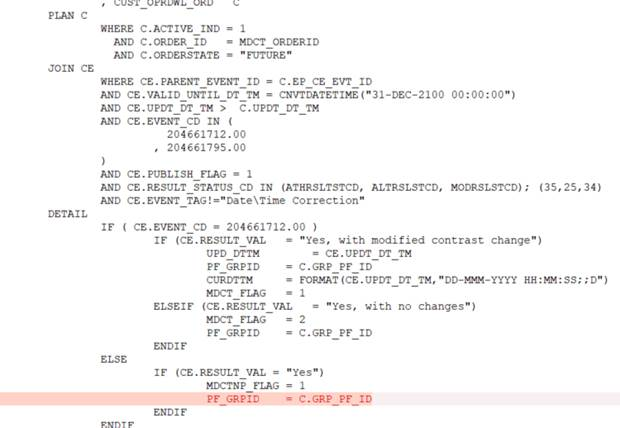 , CUST_OPRDWL_ORD C
PLAN C
WHERE C.ACTIVE_IND = 1
AND C.ORDER_ID = MDCT_ORDERID
AND C.ORDERSTATE = "FUTURE"
JOIN CE
WHERE CE.PARENT_EVENT_ID = C.EP_CE_EVT_ID
AND CE.VALID_UNTIL_DT_TM = CNVTDATETIME("31-DEC-2100 00:00:00")
AND CE.UPDT_DT_TM > C.UPDT_DT_TM
AND CE.EVENT_CD IN (
204661712.00
, 204661795.00
)
AND CE.PUBLISH_FLAG = 1
AND CE.RESULT_STATUS_CD IN (ATHRSLTSTCD, ALTRSLSTCD, MODRSLSTCD); (35,25,34)
AND CE.EVENT_TAG!="Date\Time Correction"
DETAIL
IF ( CE.EVENT_CD = 204661712.00 )
IF (CE.RESULT_VAL = "Yes, with modified contrast change")
UPD_DTTM = CE.UPDT_DT_TM
PF_GRPID = C.GRP_PF_ID
CURDTTM = FORMAT(CE.UPDT_DT_TM,"DD-MMM-YYYY HH:MM:SS;;D")
MDCT_FLAG = 1
ELSEIF (CE.RESULT_VAL = "Yes, with no changes")
MDCT_FLAG = 2
PF_GRPID = C.GRP_PF_ID
ENDIF
ELSE
IF (CE.RESULT_VAL = "Yes")
MDCTNP_FLAG = 1
PF_GRPID = C.GRP_PF_ID
ENDIF
ENDIF